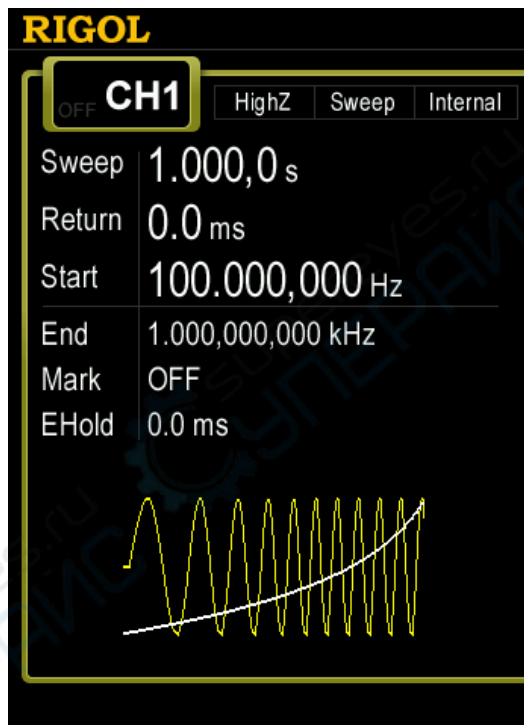 RIGOL
OFF CH1 HighZ Sweep Internal
Sweep 1.000,0 s
Return 0.0 ms
Start 100.000,000 Hz
End 1.000,000,000 kHz
Mark OFF
EHold 0.0 ms